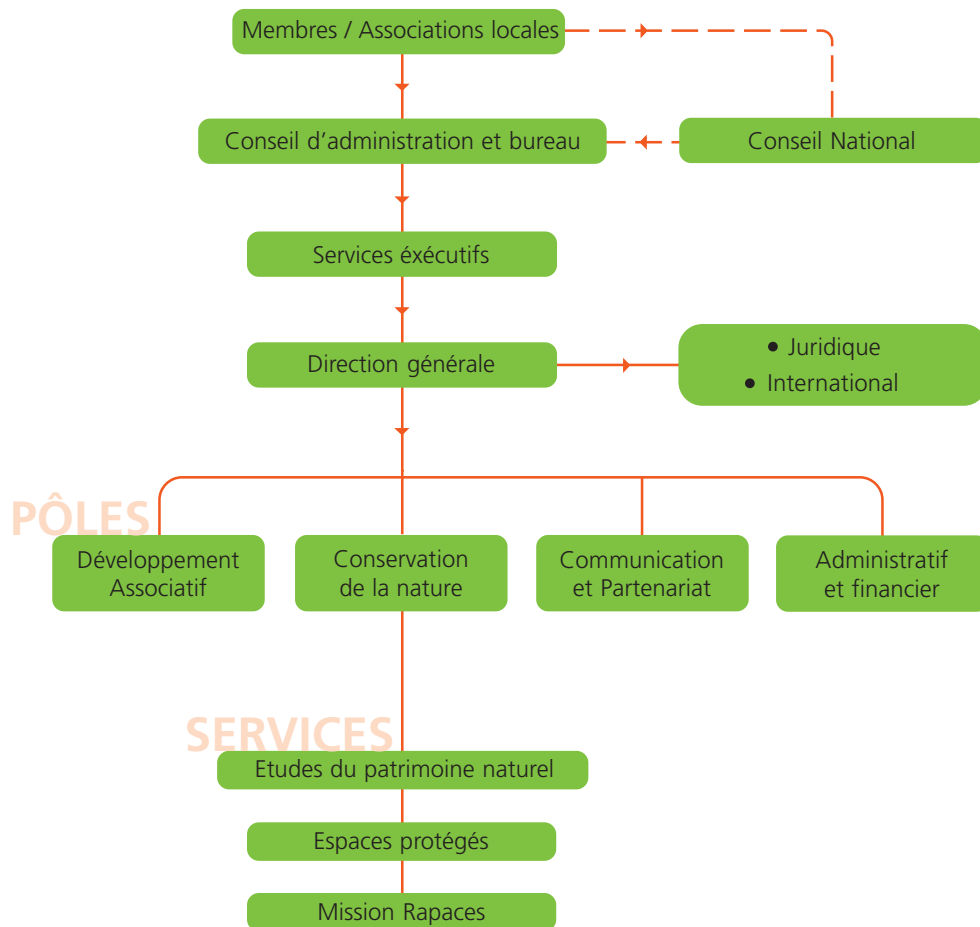 Membres / Associations locales
Conseil d'administration et bureau
Conseil National
Services éxécutifs
Direction générale
• Juridique
• International
PÔLES
Développement
Associatif
Conservation
de la nature
Communication
et Partenariat
Administratif
et financier
SERVICES
Etudes du patrimoine naturel
Espaces protégés
Mission Rapaces